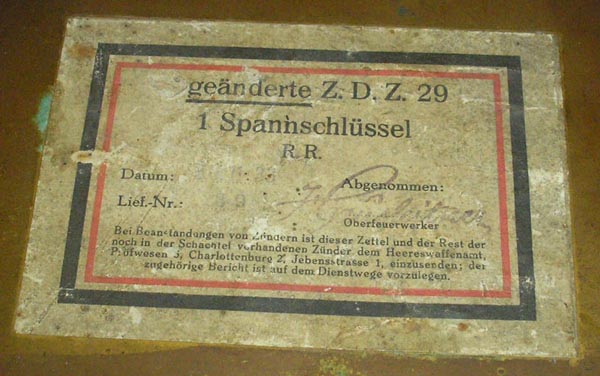 geänderte Z. D. Z. 29
1 Spannschlüssel
R. R.
Datum:
Abgenommen:
Lief.-Nr.:
Oberfeuerwerker
Bei Beanstandungen von Zündern ist dieser Zettel und der Rest der
noch in der Schachtel vorhandenen Zünder dem Heereswaffenamt,
Prüfwesen 3, Charlottenburg 2, Jebensstrasse 1, einzusenden; der
zugehörige Bericht ist auf dem Dienstwege vorzulegen.